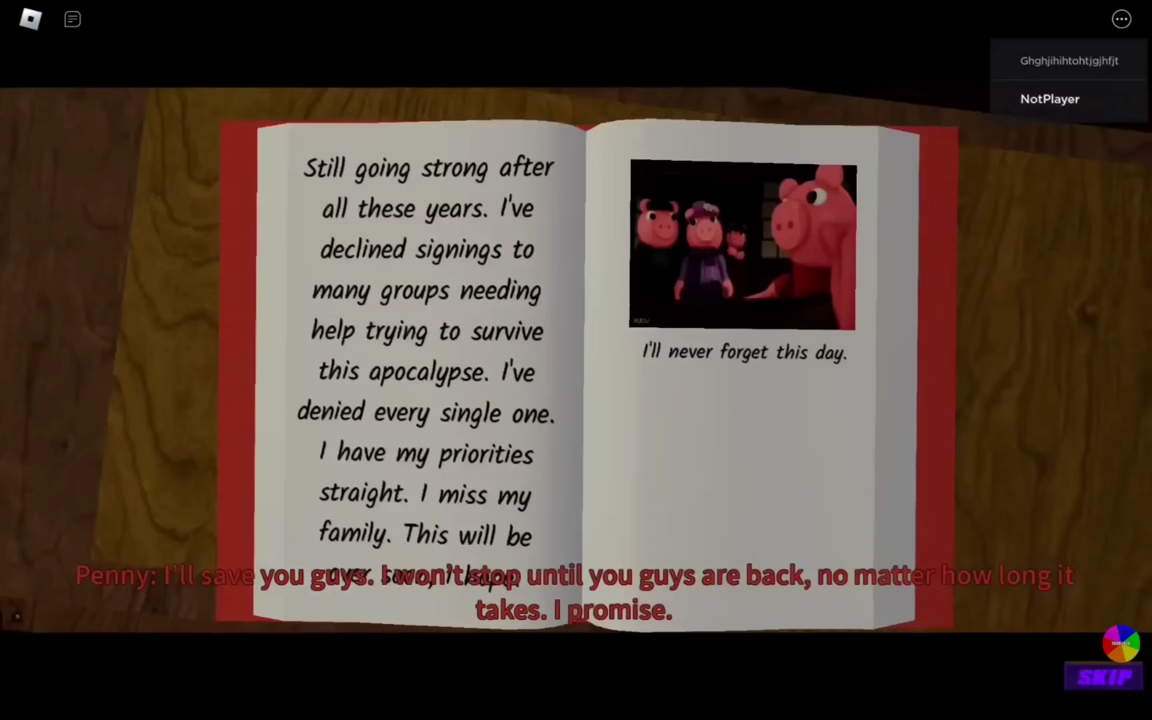 Ghghjihihtohtjgjhfjt
NotPlayer
Still going strong after
all these years. I've
declined signings to
many groups needing
help trying to survive
this apocalypse. I've
denied every single one.
I have my priorities
straight. I miss my
family. This will be
over soon, I hope.
I'll never forget this day.
Penny: I'll save you guys. I won't stop until you guys are back, no matter how long it
takes. I promise.
SKIP